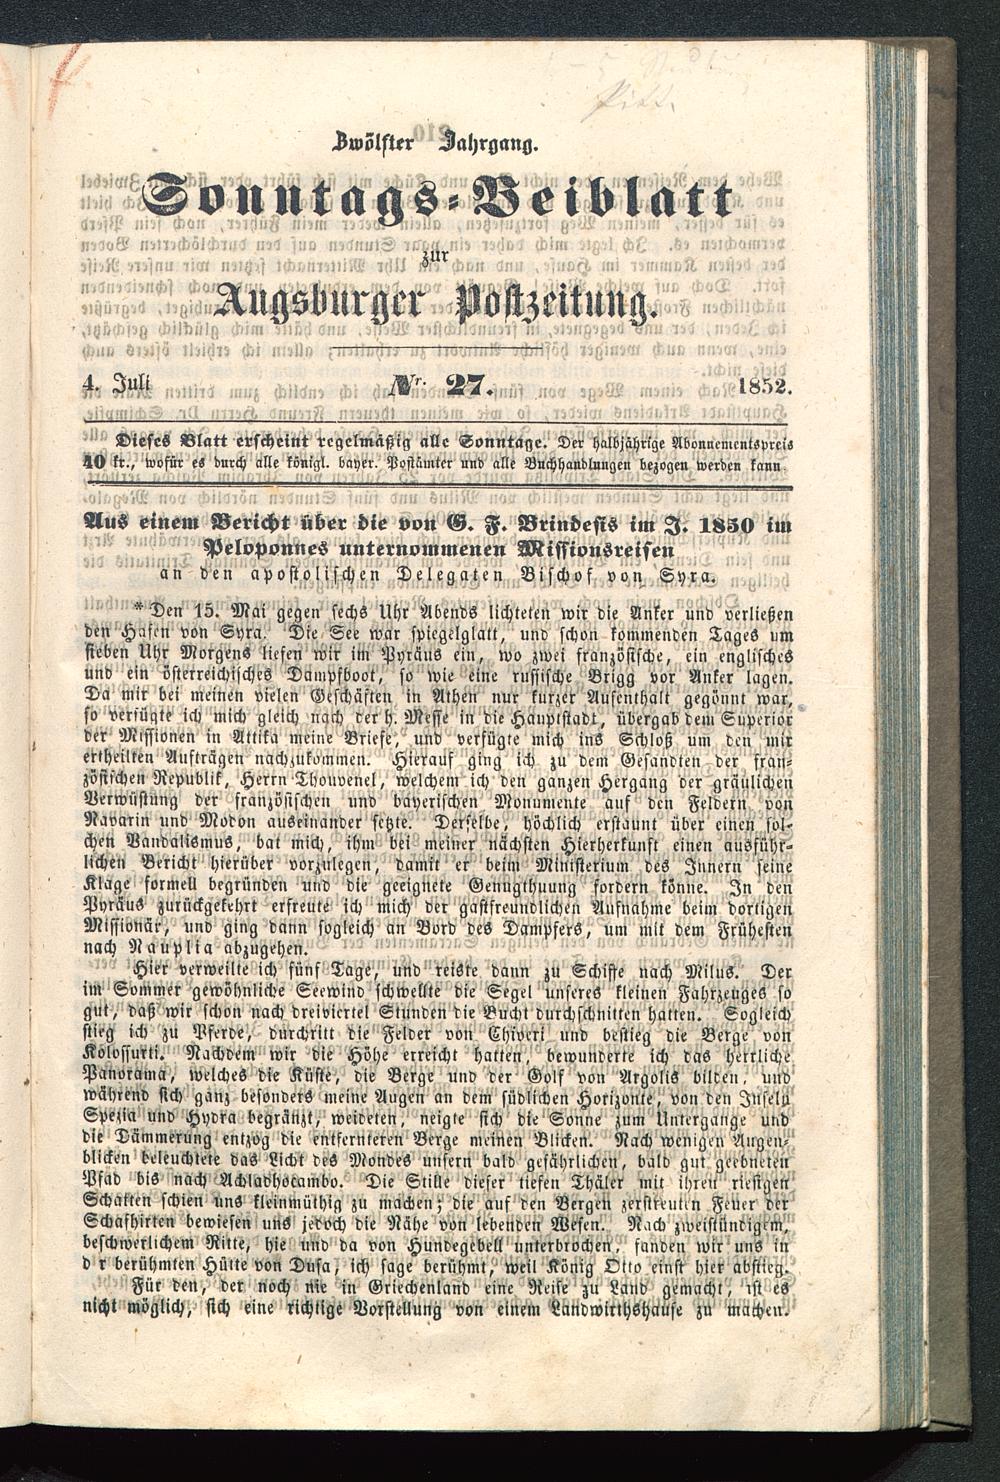 Zwölfter Jahrgang.
Sonntags-Beiblatt
zur
Augsburger Postzeitung.
4. Juli Nr. 27. 1852.
Dieses Blatt erscheint regelmäßig alle Sonntage. Der halbjährige Abonnementspreis
40 kr., wofür es durch alle königl. bayer. Postämter und alle Buchhandlungen bezogen werden kann.
Aus einem Bericht über die von G. F. Brindesis im J. 1850 im
Peloponnes unternommenen Missionsreisen
an den apostolischen Delegaten Bischof von Syra.
* Den 15. Mai gegen sechs Uhr Abends lichteten wir die Anker und verließen
den Hafen von Syra. Die See war spiegelglatt, und schon kommenden Tages um
sieben Uhr Morgens liefen wir im Pyräus ein, wo zwei französische, ein englisches
und ein österreichisches Dampfboot, so wie eine russische Brigg vor Anker lagen.
Da mir bei meinen vielen Geschäften in Athen nur kurzer Aufenthalt gegönnt war,
so verfügte ich mich gleich nach der h. Messe in die Hauptstadt, übergab dem Superior
der Missionen in Attika meine Briefe, und verfügte mich ins Schloß um den mir
ertheilten Aufträgen nachzukommen. Hierauf ging ich zu dem Gesandten der fran-
zösischen Republik, Herrn Thouvenel, welchem ich den ganzen Hergang der gräulichen
Verwüstung der französischen und bayerischen Monumente auf den Feldern von
Navarin und Modon auseinander setzte. Derselbe, höchlich erstaunt über einen sol-
chen Vandalismus, bat mich, ihm bei meiner nächsten Hierherkunft einen ausführ-
lichen Bericht hierüber vorzulegen, damit er beim Ministerium des Innern seine
Klage formell begründen und die geeignete Genugthuung fordern könne. In den
Pyräus zurückgekehrt erfreute ich mich der gastfreundlichen Aufnahme beim dortigen
Missionär, und ging dann sogleich an Bord des Dampfers, um mit dem Frühesten
nach Nauplia abzugehen.
Hier verweilte ich fünf Tage, und reiste dann zu Schiffe nach Milus. Der
im Sommer gewöhnliche Seewind schwellte die Segel unseres kleinen Fahrzeuges so
gut, daß wir schon nach dreiviertel Stunden die Bucht durchschnitten hatten. Sogleich
stieg ich zu Pferde, durchritt die Felder von Chiveri und bestieg die Berge von
Kolossurti. Nachdem wir die Höhe erreicht hatten, bewunderte ich das herrliche
Panorama, welches die Küste, die Berge und der Golf von Argolis bilden, und
während sich ganz besonders meine Augen an dem südlichen Horizonte, von den Inseln
Spezia und Hydra begränzt, weideten, neigte sich die Sonne zum Untergange und
die Dämmerung entzog die entfernteren Berge meinen Blicken. Nach wenigen Augen-
blicken beleuchtete das Licht des Mondes unsern bald gefährlichen, bald gut geebneten
Pfad bis nach Achladhocambo. Die Stille dieser tiefen Thäler mit ihren riesigen
Schatten schien uns kleinmüthig zu machen; die auf den Bergen zerstreuten Feuer der
Schafhirten bewiesen uns jedoch die Nähe von lebenden Wesen. Nach zweistündigem,
beschwerlichem Ritte, hie und da von Hundegebell unterbrochen, fanden wir uns in
d r berühmten Hütte von Dusa, ich sage berühmt, weil König Otto einst hier abstieg.
Für den, der noch nie in Griechenland eine Reise zu Land gemacht, ist es
nicht möglich, sich eine richtige Vorstellung von einem Landwirthshause zu machen.